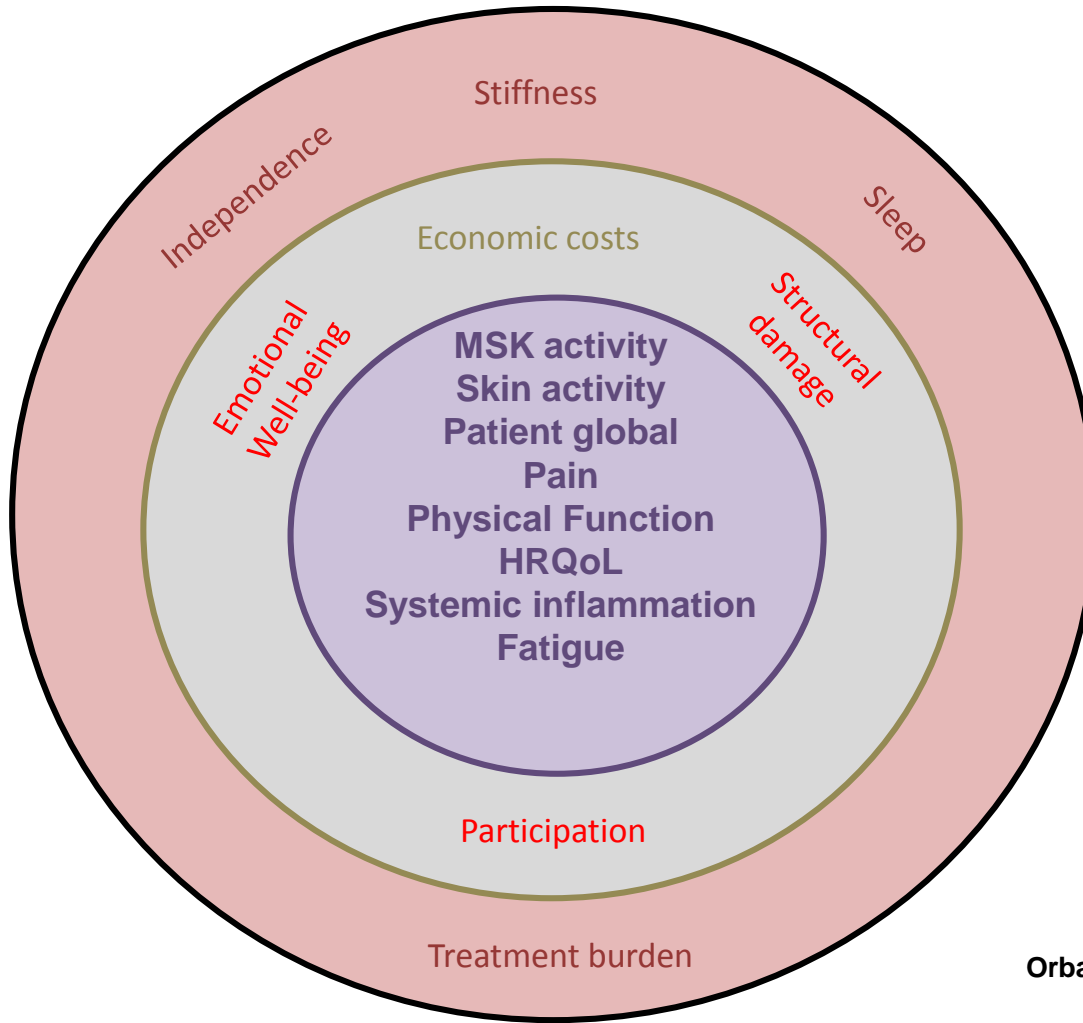 Stiffness
Independence
Sleep
Economic costs
Emotional
Well-being
Structural
damage
MSK activity
Skin activity
Patient global
Pain
Physical Function
HRQoL
Systemic inflammation
Fatigue
Participation
Treatment burden